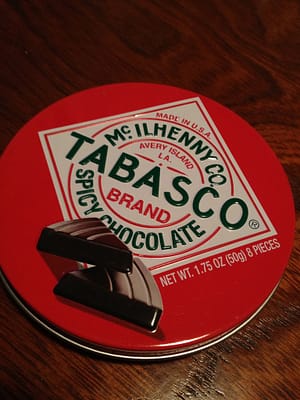 MADE IN U.S.A.
McILHENNY CO.
AVERY ISLAND
LA.
TABASCO®
BRAND
SPICY CHOCOLATE
NET WT. 1.75 OZ (50g) 8 PIECES